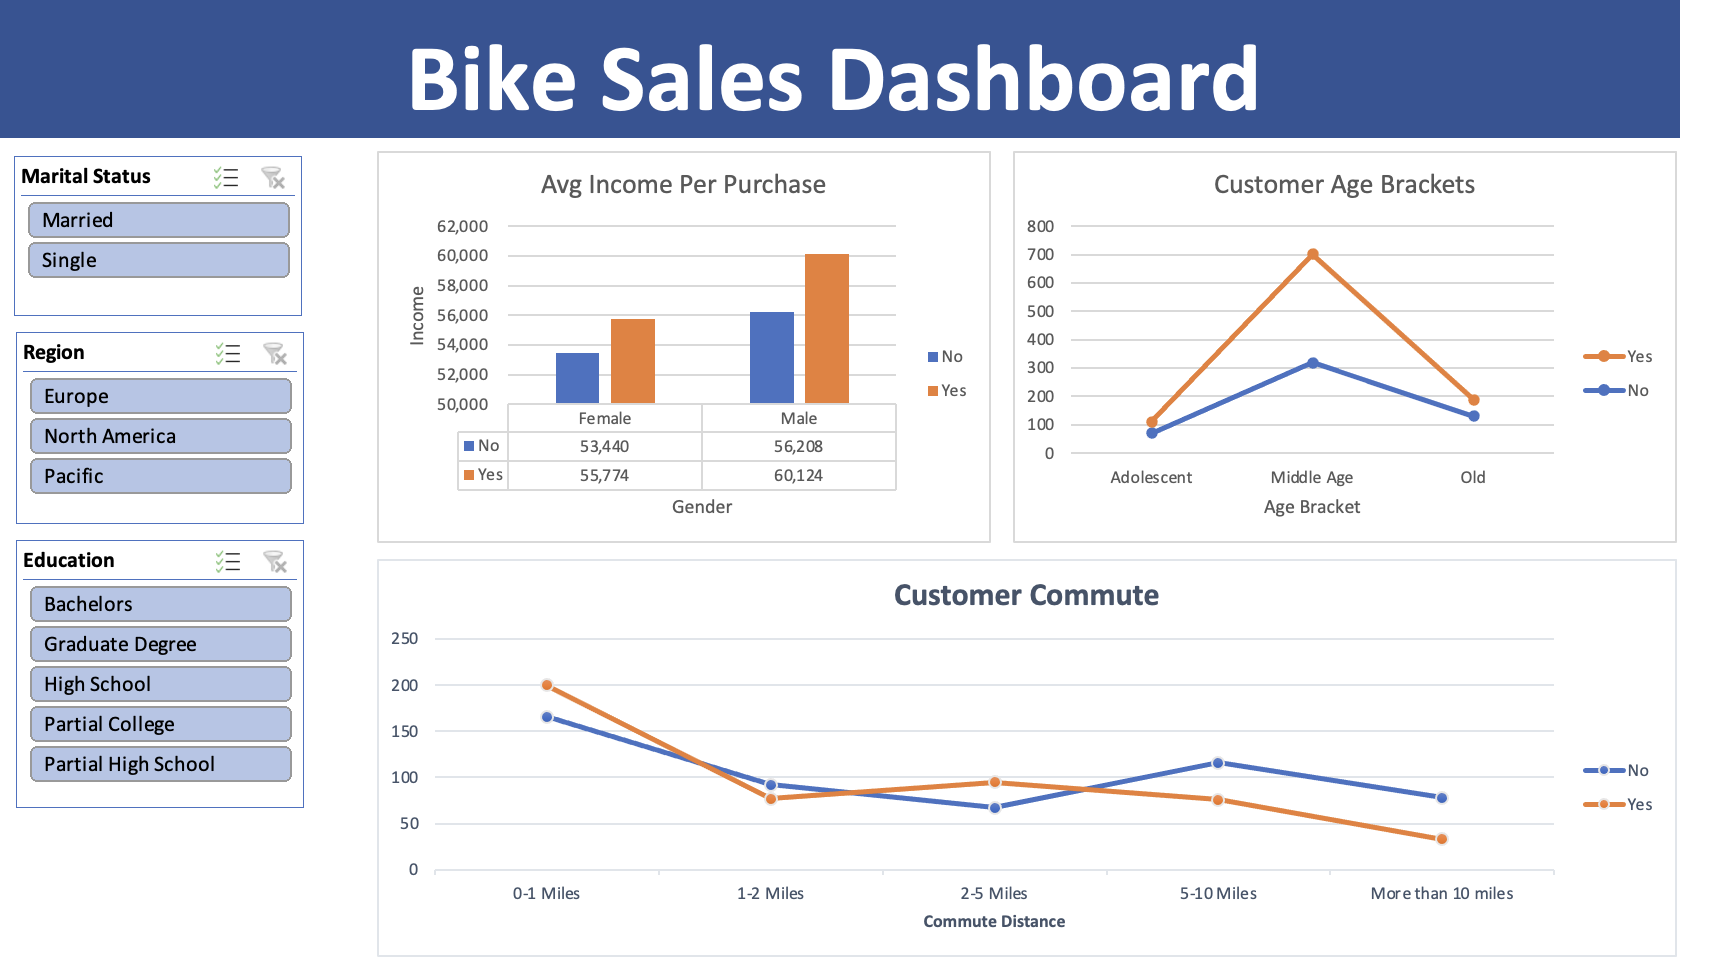 Bike Sales Dashboard
Marital Status
Married
Single
Region
Europe
North America
Pacific
Education
Bachelors
Graduate Degree
High School
Partial College
Partial High School
Avg Income Per Purchase
62,000
60,000
58,000
56,000
54,000
52,000
50,000
Income
Female Male
No 53,440 56,208
Yes 55,774 60,124
Gender
No
Yes
Customer Age Brackets
800
700
600
500
400
300
200
100
0
Adolescent Middle Age Old
Age Bracket
Yes
No
Customer Commute
250
200
150
100
50
0
0-1 Miles 1-2 Miles 2-5 Miles 5-10 Miles More than 10 miles
Commute Distance
No
Yes